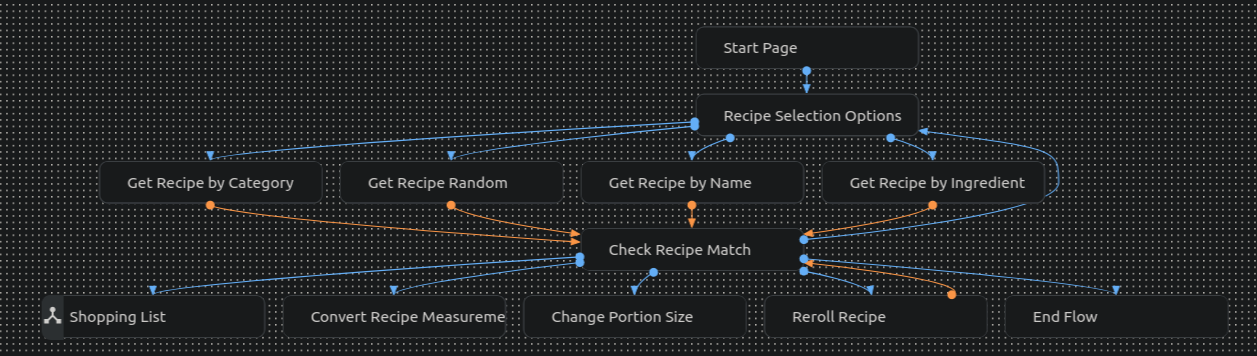 Start Page
Recipe Selection Options
Get Recipe by Category
Get Recipe Random
Get Recipe by Name
Get Recipe by Ingredient
Check Recipe Match
Shopping List
Convert Recipe Measureme
Change Portion Size
Reroll Recipe
End Flow